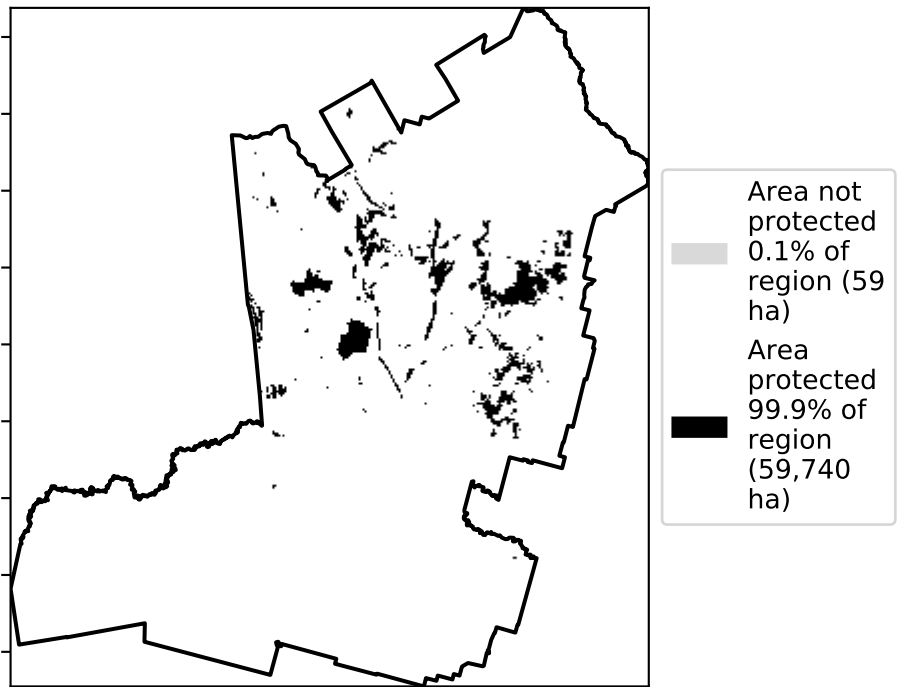 Area not
protected
0.1% of
region (59
ha)
Area
protected
99.9% of
region
(59,740
ha)